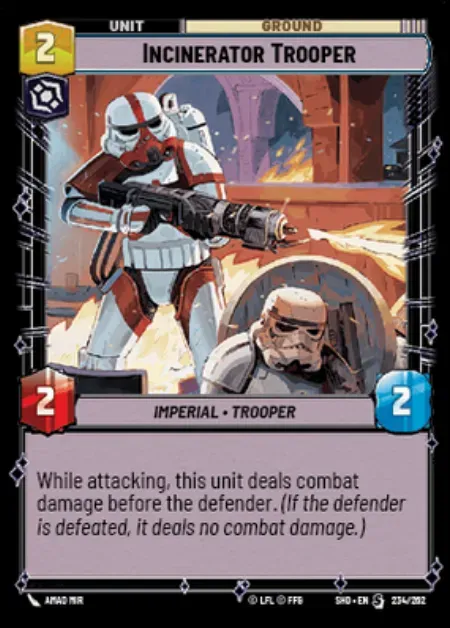 UNIT
GROUND
2
INCINERATOR TROOPER
2
IMPERIAL • TROOPER
2
While attacking, this unit deals combat
damage before the defender. (If the defender
is defeated, it deals no combat damage.)
AMAD MIR
© LFL © FFG
SHD • EN
234/262